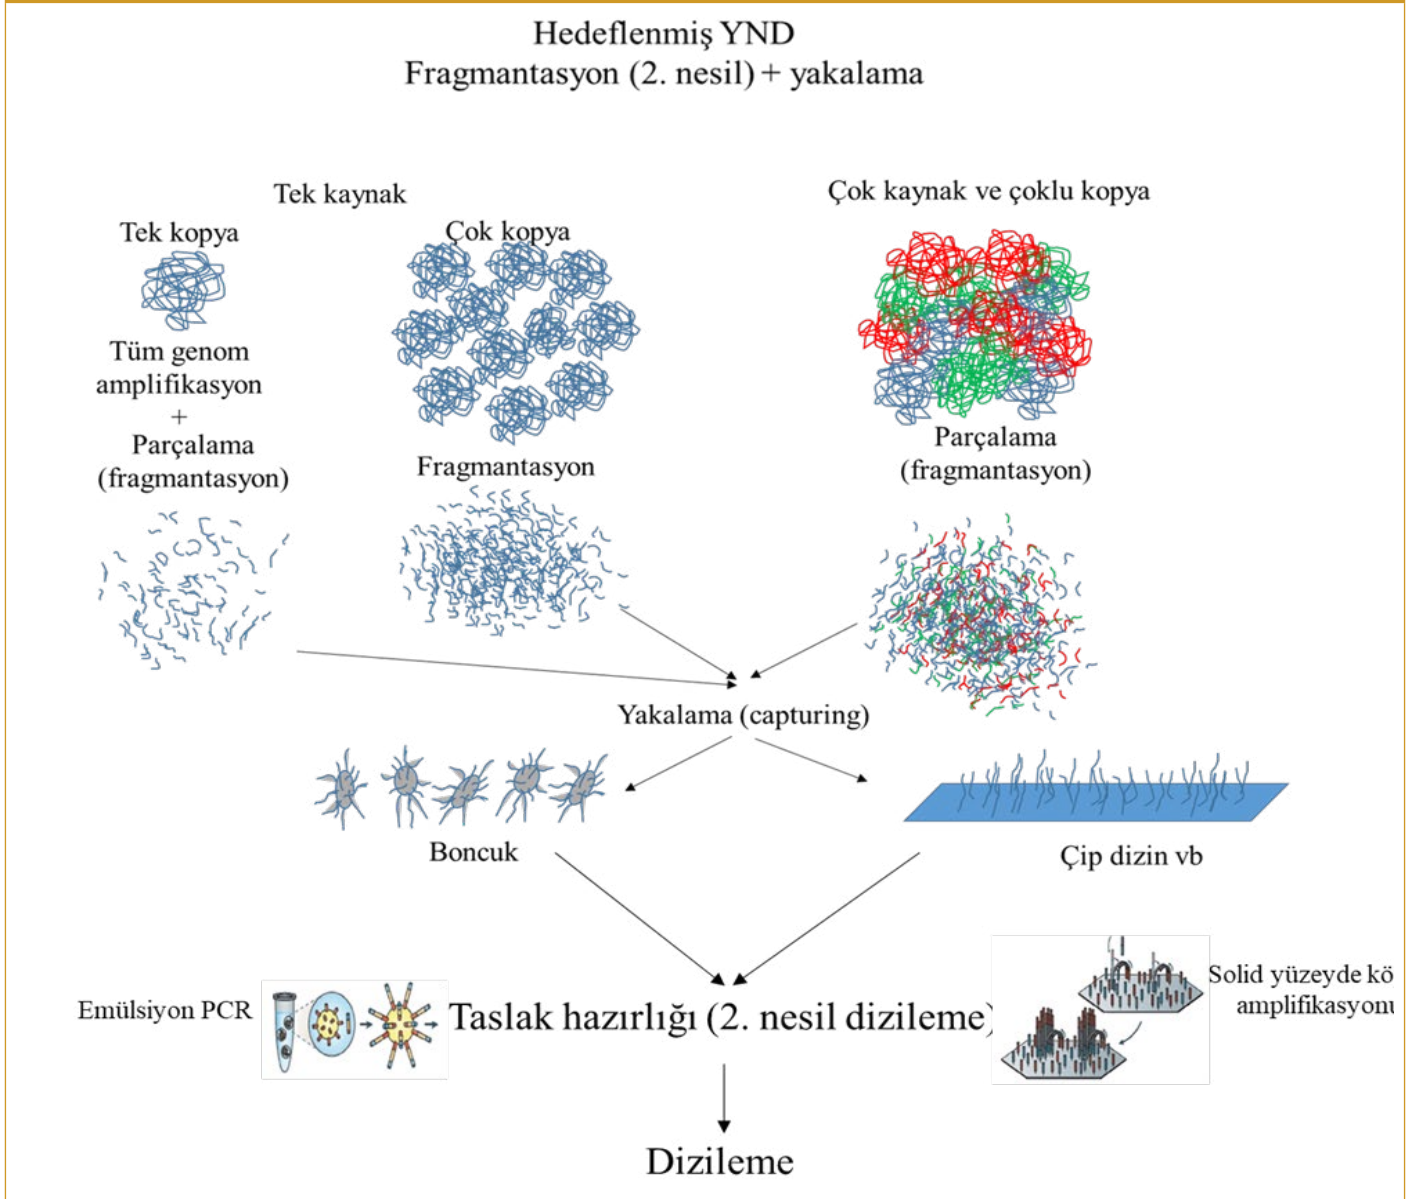 Hedeflenmiş YND
Fragmantasyon (2. nesil) + yakalama
Tek kaynak
Tek kopya
Çok kopya
Çok kaynak ve çoklu kopya
Tüm genom
amplifikasyon
+
Parçalama
(fragmantasyon)
Fragmantasyon
Parçalama
(fragmantasyon)
Yakalama (capturing)
Boncuk
Çip dizin vb
Emülsiyon PCR
Taslak hazırlığı (2. nesil dizileme)
Solid yüzeyde kö
amplifikasyonu
Dizileme